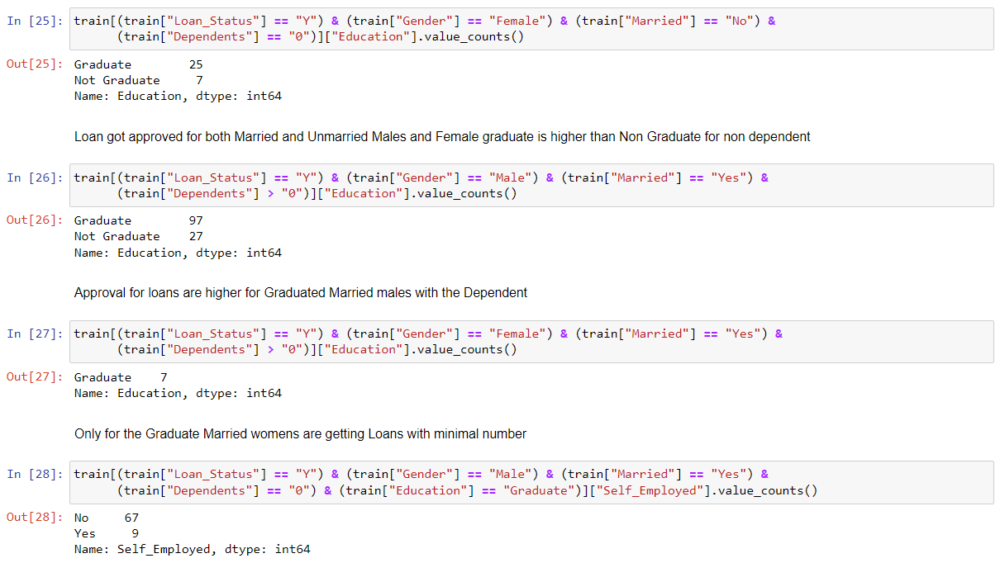 In [25]: train[(train["Loan_Status"] == "Y") & (train["Gender"] == "Female") & (train["Married"] == "No") &
(train["Dependents"] == "0")]["Education"].value_counts()
Out[25]: Graduate 25
Not Graduate 7
Name: Education, dtype: int64
Loan got approved for both Married and Unmarried Males and Female graduate is higher than Non Graduate for non dependent
In [26]: train[(train["Loan_Status"] == "Y") & (train["Gender"] == "Male") & (train["Married"] == "Yes") &
(train["Dependents"] > "0")]["Education"].value_counts()
Out[26]: Graduate 97
Not Graduate 27
Name: Education, dtype: int64
Approval for loans are higher for Graduated Married males with the Dependent
In [27]: train[(train["Loan_Status"] == "Y") & (train["Gender"] == "Female") & (train["Married"] == "Yes") &
(train["Dependents"] > "0")]["Education"].value_counts()
Out[27]: Graduate 7
Name: Education, dtype: int64
Only for the Graduate Married womens are getting Loans with minimal number
In [28]: train[(train["Loan_Status"] == "Y") & (train["Gender"] == "Male") & (train["Married"] == "Yes") &
(train["Dependents"] == "0") & (train["Education"] == "Graduate")]["Self_Employed"].value_counts()
Out[28]: No 67
Yes 9
Name: Self_Employed, dtype: int64